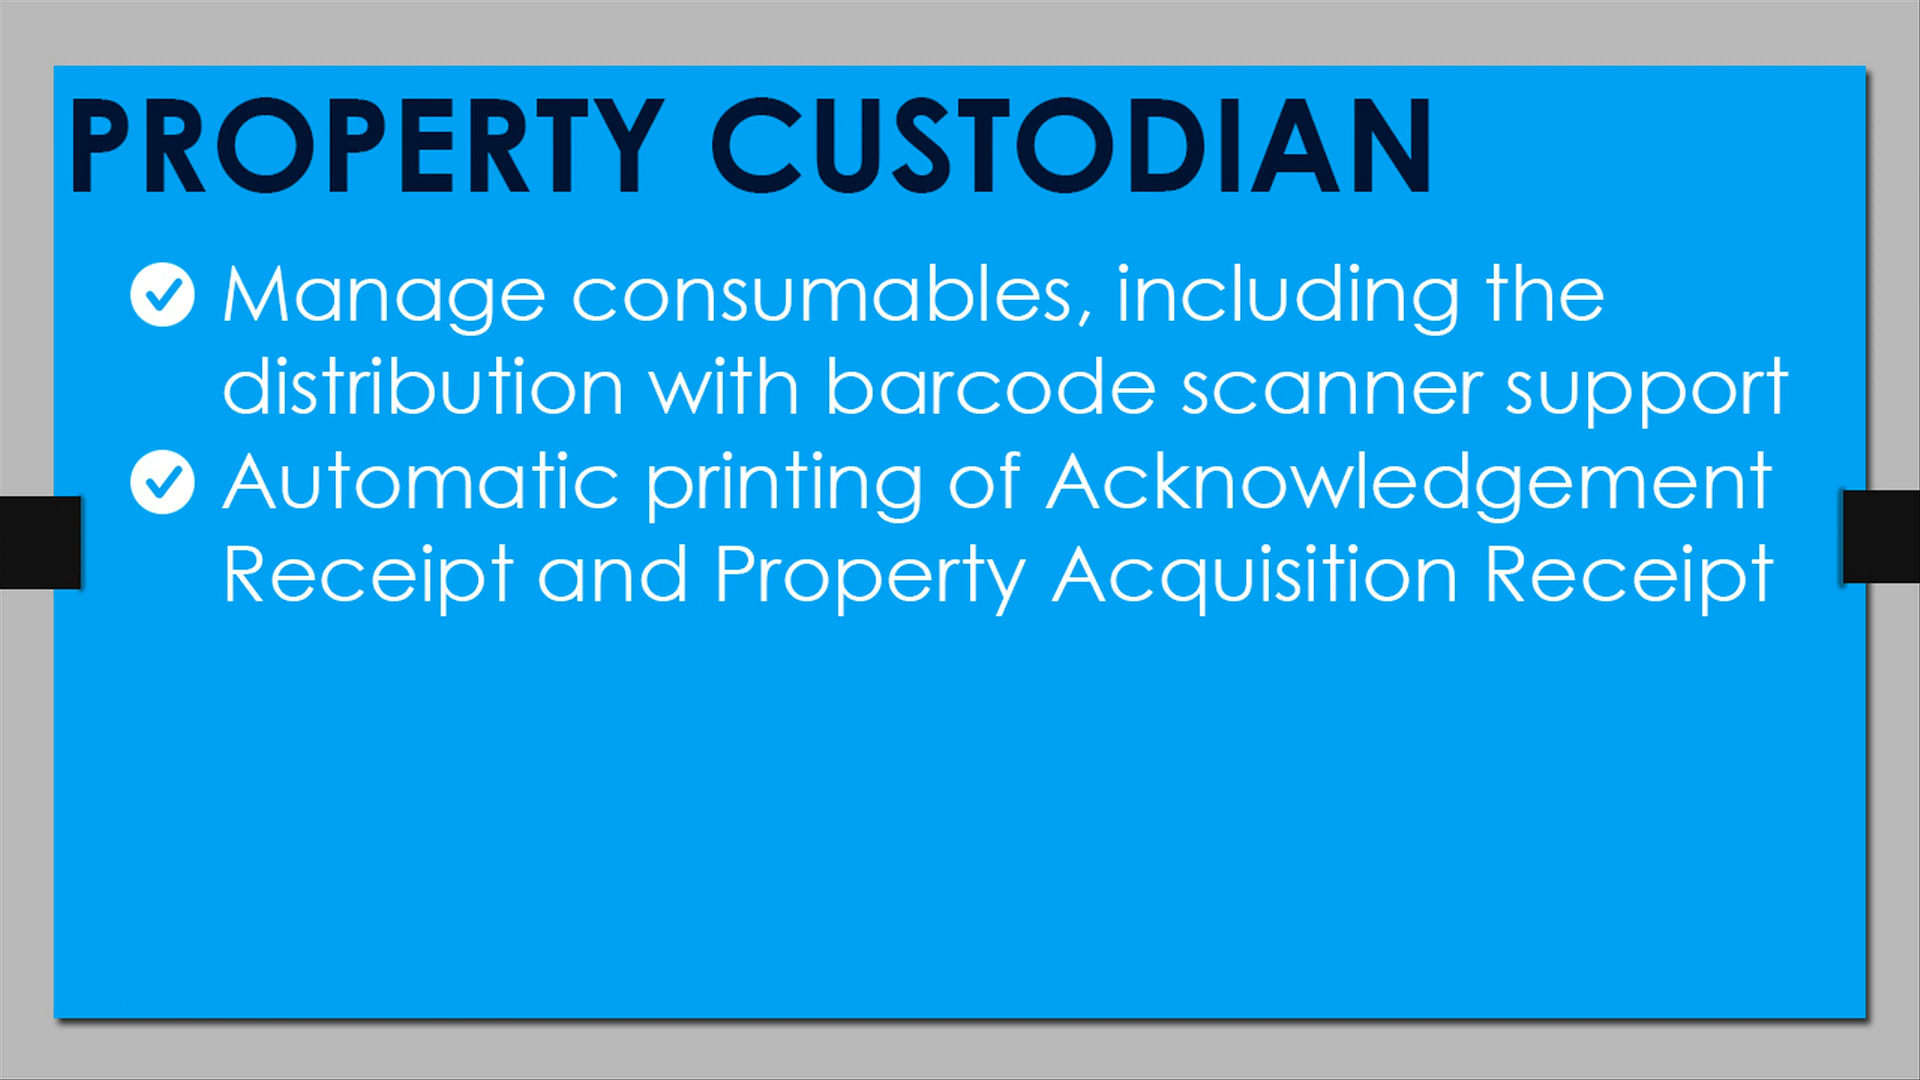 PROPERTY CUSTODIAN
Manage consumables, including the
distribution with barcode scanner support
Automatic printing of Acknowledgement
Receipt and Property Acquisition Receipt